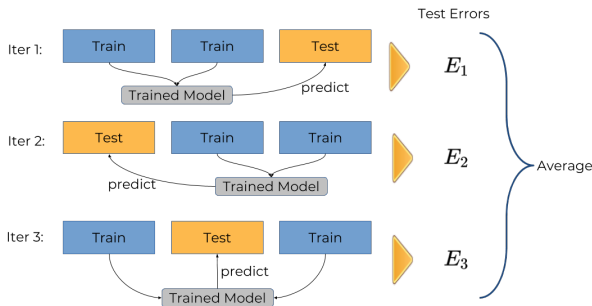 Test Errors
Iter 1: Train Train Test E1
Trained Model predict
Iter 2: Test Train Train E2
Average
predict Trained Model
Iter 3: Train Test Train E3
predict
Trained Model